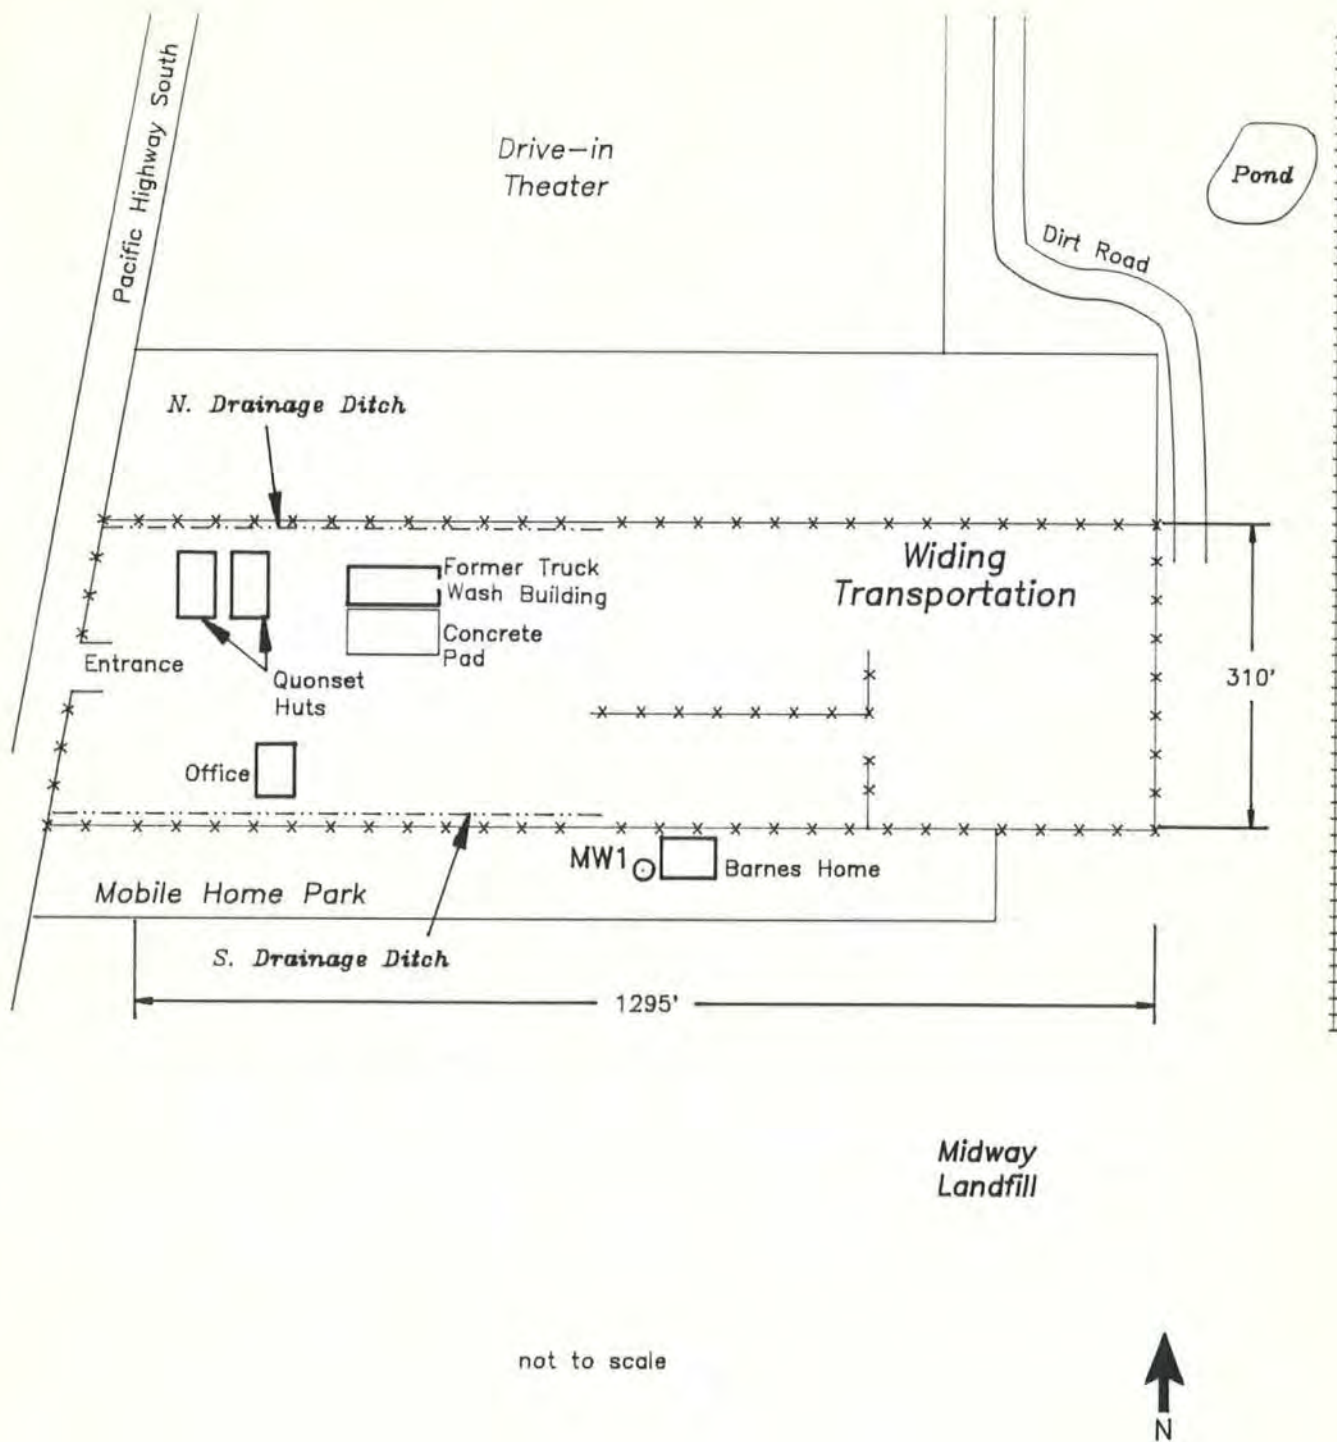 Pacific Highway South
Drive-in
Theater
Pond
Dirt Road
N. Drainage Ditch
Former Truck
Wash Building
Widing
Transportation
Concrete
Pad
Entrance
Quonset
Huts
310'
Office
MW1
Barnes Home
Mobile Home Park
S. Drainage Ditch
1295'
Midway
Landfill
not to scale
N